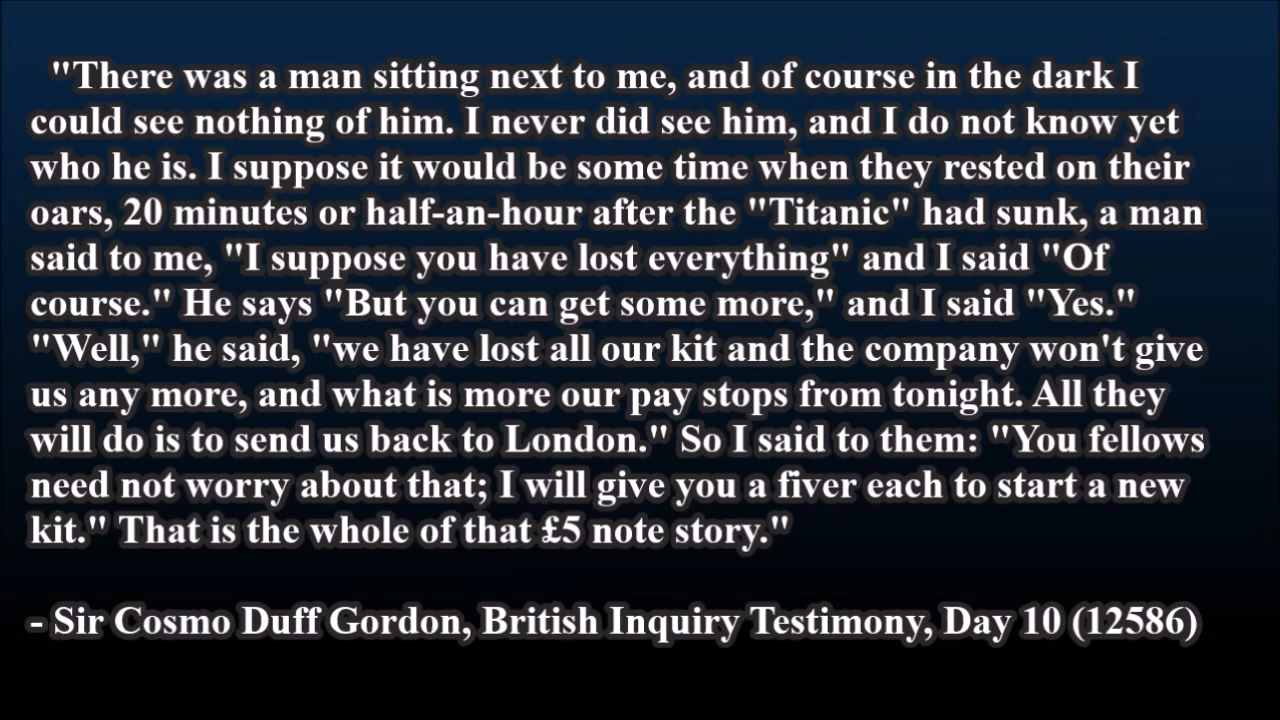 "There was a man sitting next to me, and of course in the dark I
could see nothing of him. I never did see him, and I do not know yet
who he is. I suppose it would be some time when they rested on their
oars, 20 minutes or half-an-hour after the "Titanic" had sunk, a man
said to me, "I suppose you have lost everything" and I said "Of
course." He says "But you can get some more," and I said "Yes."
"Well," he said, "we have lost all our kit and the company won't give
us any more, and what is more our pay stops from tonight. All they
will do is to send us back to London." So I said to them: "You fellows
need not worry about that; I will give you a fiver each to start a new
kit." That is the whole of that £5 note story."
- Sir Cosmo Duff Gordon, British Inquiry Testimony, Day 10 (12586)